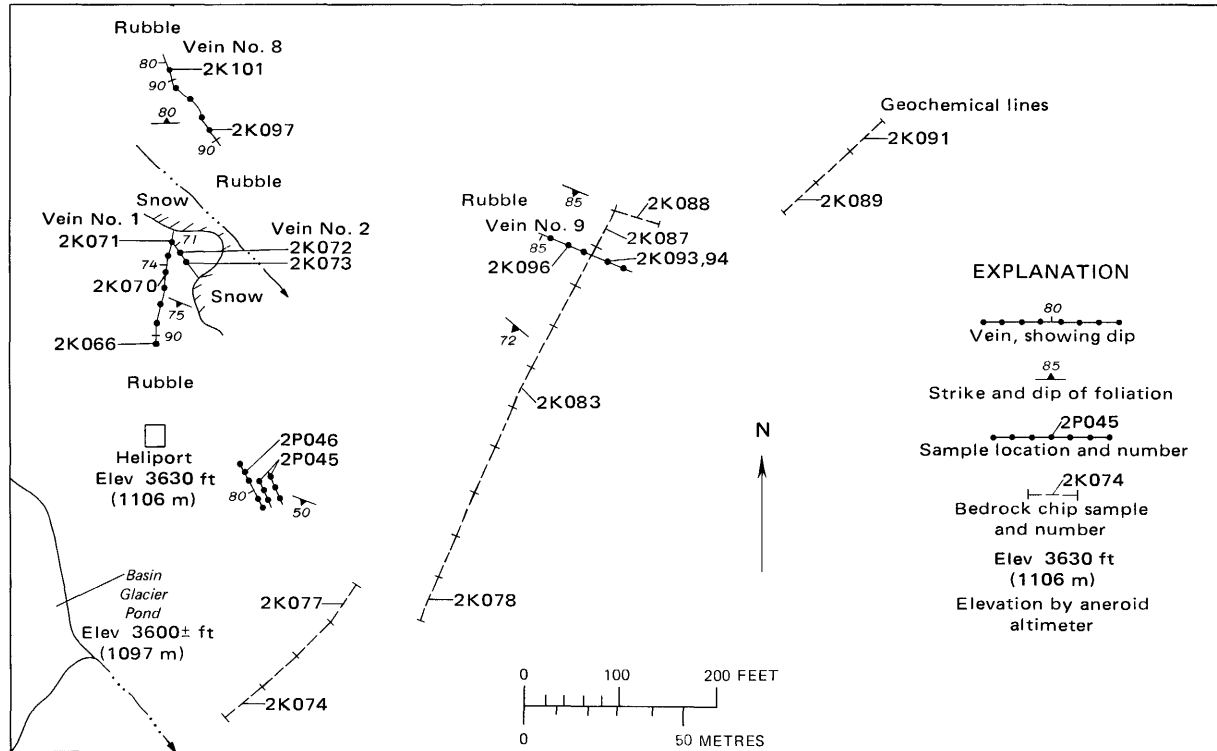 Rubble
Vein No. 8
80
2K101
90
80
2K097
90
Geochemical lines
2K091
2K089
Rubble
Snow
Vein No. 1
71
Vein No. 2
2K071
2K072
2K073
74
2K070
Snow
75
2K066
90
Rubble
Rubble
85
2K088
Vein No. 9
2K087
85
2K096
2K093,94
72
2K083
2K078
Heliport
Elev 3630 ft
(1106 m)
2P046
2P045
80
50
Basin
Glacier
Pond
Elev 3600± ft
(1097 m)
2K077
2K074
N
0 100 200 FEET
0 50 METRES
EXPLANATION
80
Vein, showing dip
85
Strike and dip of foliation
2P045
Sample location and number
2K074
Bedrock chip sample
and number
Elev 3630 ft
(1106 m)
Elevation by aneroid
altimeter